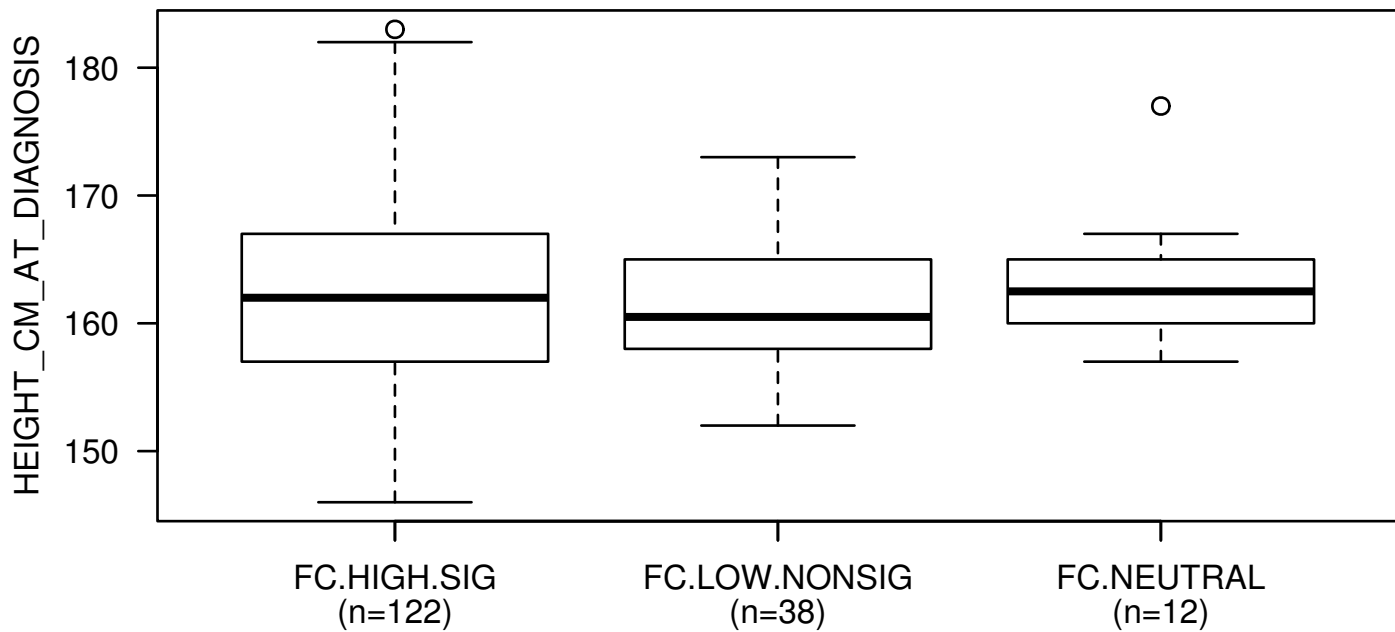 HEIGHT_CM_AT_DIAGNOSIS
180
170
160
150
FC.HIGH.SIG
(n=122)
FC.LOW.NONSIG
(n=38)
FC.NEUTRAL
(n=12)